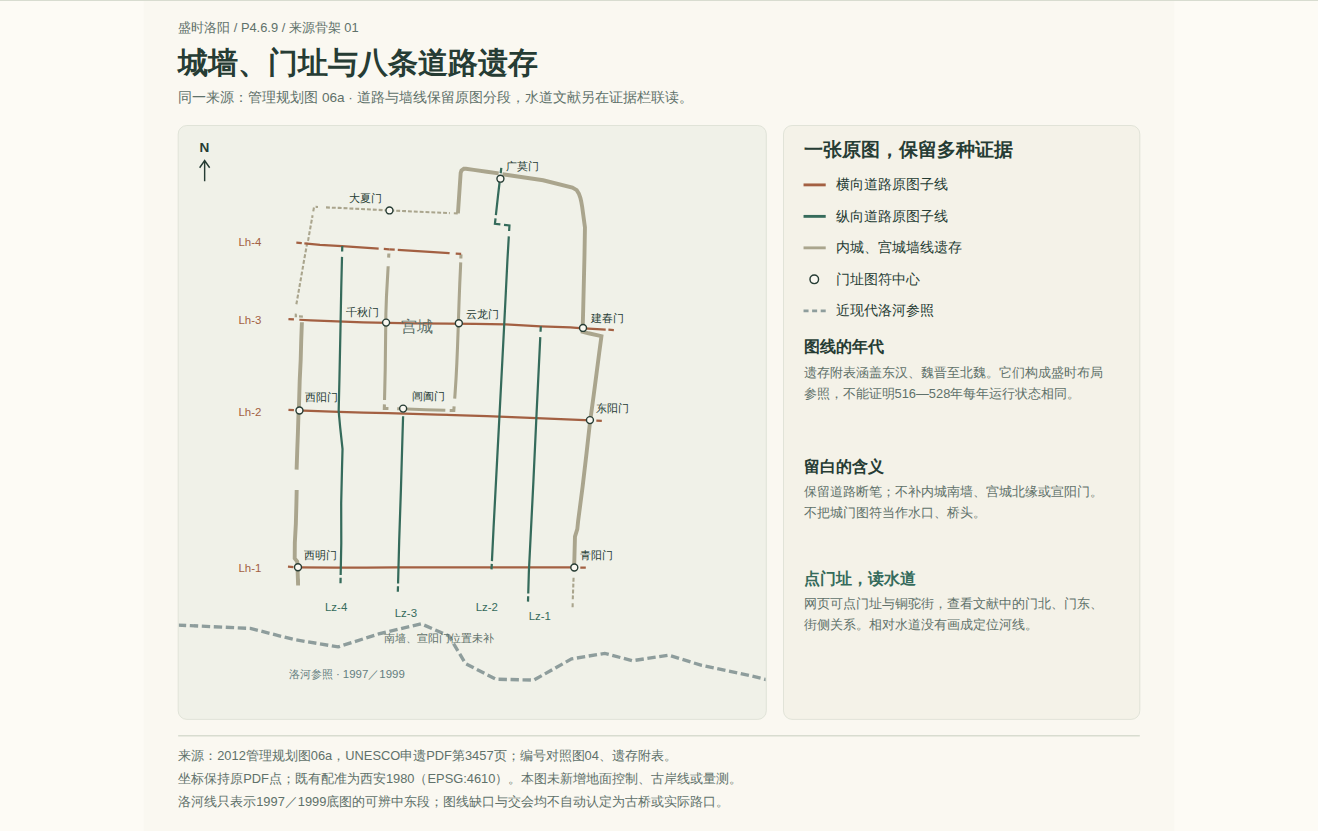 盛时洛阳 / P4.6.9 / 来源骨架 01
城墙、门址与八条道路遗存
同一来源：管理规划图 06a · 道路与墙线保留原图分段，水道文献另在证据栏联读。
N
广莫门
大夏门
Lh-4
千秋门
云龙门
建春门
Lh-3
宫城
西阳门
阊阖门
东阳门
Lh-2
西明门
青阳门
Lh-1
Lz-4
Lz-3
Lz-2
Lz-1
南墙、宣阳门位置未补
洛河参照 · 1997／1999
一张原图，保留多种证据
横向道路原图子线
纵向道路原图子线
内城、宫城墙线遗存
门址图符中心
近现代洛河参照
图线的年代
遗存附表涵盖东汉、魏晋至北魏。它们构成盛时布局
参照，不能证明516—528年每年运行状态相同。
留白的含义
保留道路断笔；不补内城南墙、宫城北缘或宣阳门。
不把城门图符当作水口、桥头。
点门址，读水道
网页可点门址与铜驼街，查看文献中的门北、门东、
街侧关系。相对水道没有画成定位河线。
来源：2012管理规划图06a，UNESCO申遗PDF第3457页；编号对照图04、遗存附表。
坐标保持原PDF点；既有配准为西安1980（EPSG:4610）。本图未新增地面控制、古岸线或量测。
洛河线只表示1997／1999底图的可辨中东段；图线缺口与交会均不自动认定为古桥或实际路口。